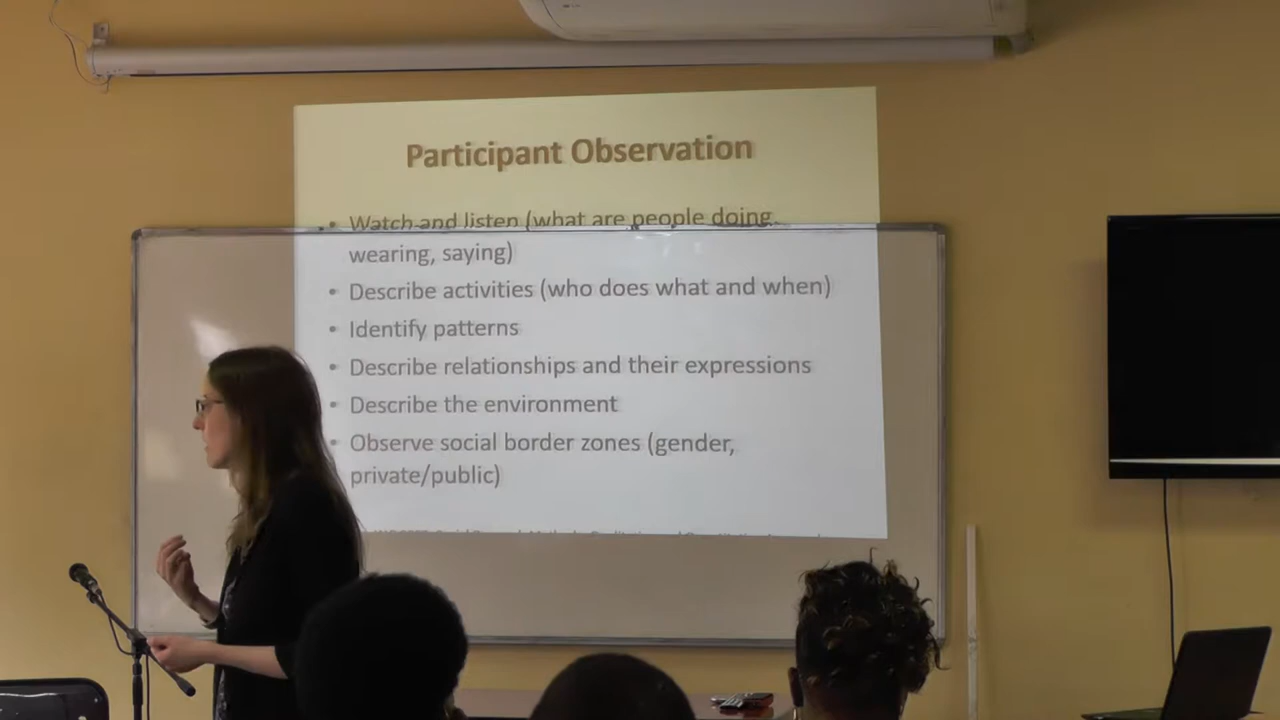 Participant Observation
• Watch and listen (what are people doing,
wearing, saying)
• Describe activities (who does what and when)
• Identify patterns
• Describe relationships and their expressions
• Describe the environment
• Observe social border zones (gender,
private/public)